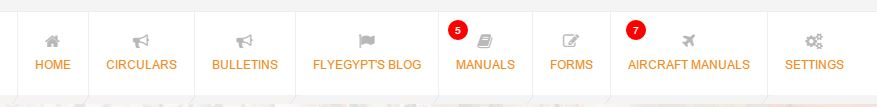 5 7
HOME CIRCULARS BULLETINS FLYEGYPT'S BLOG MANUALS FORMS AIRCRAFT MANUALS SETTINGS